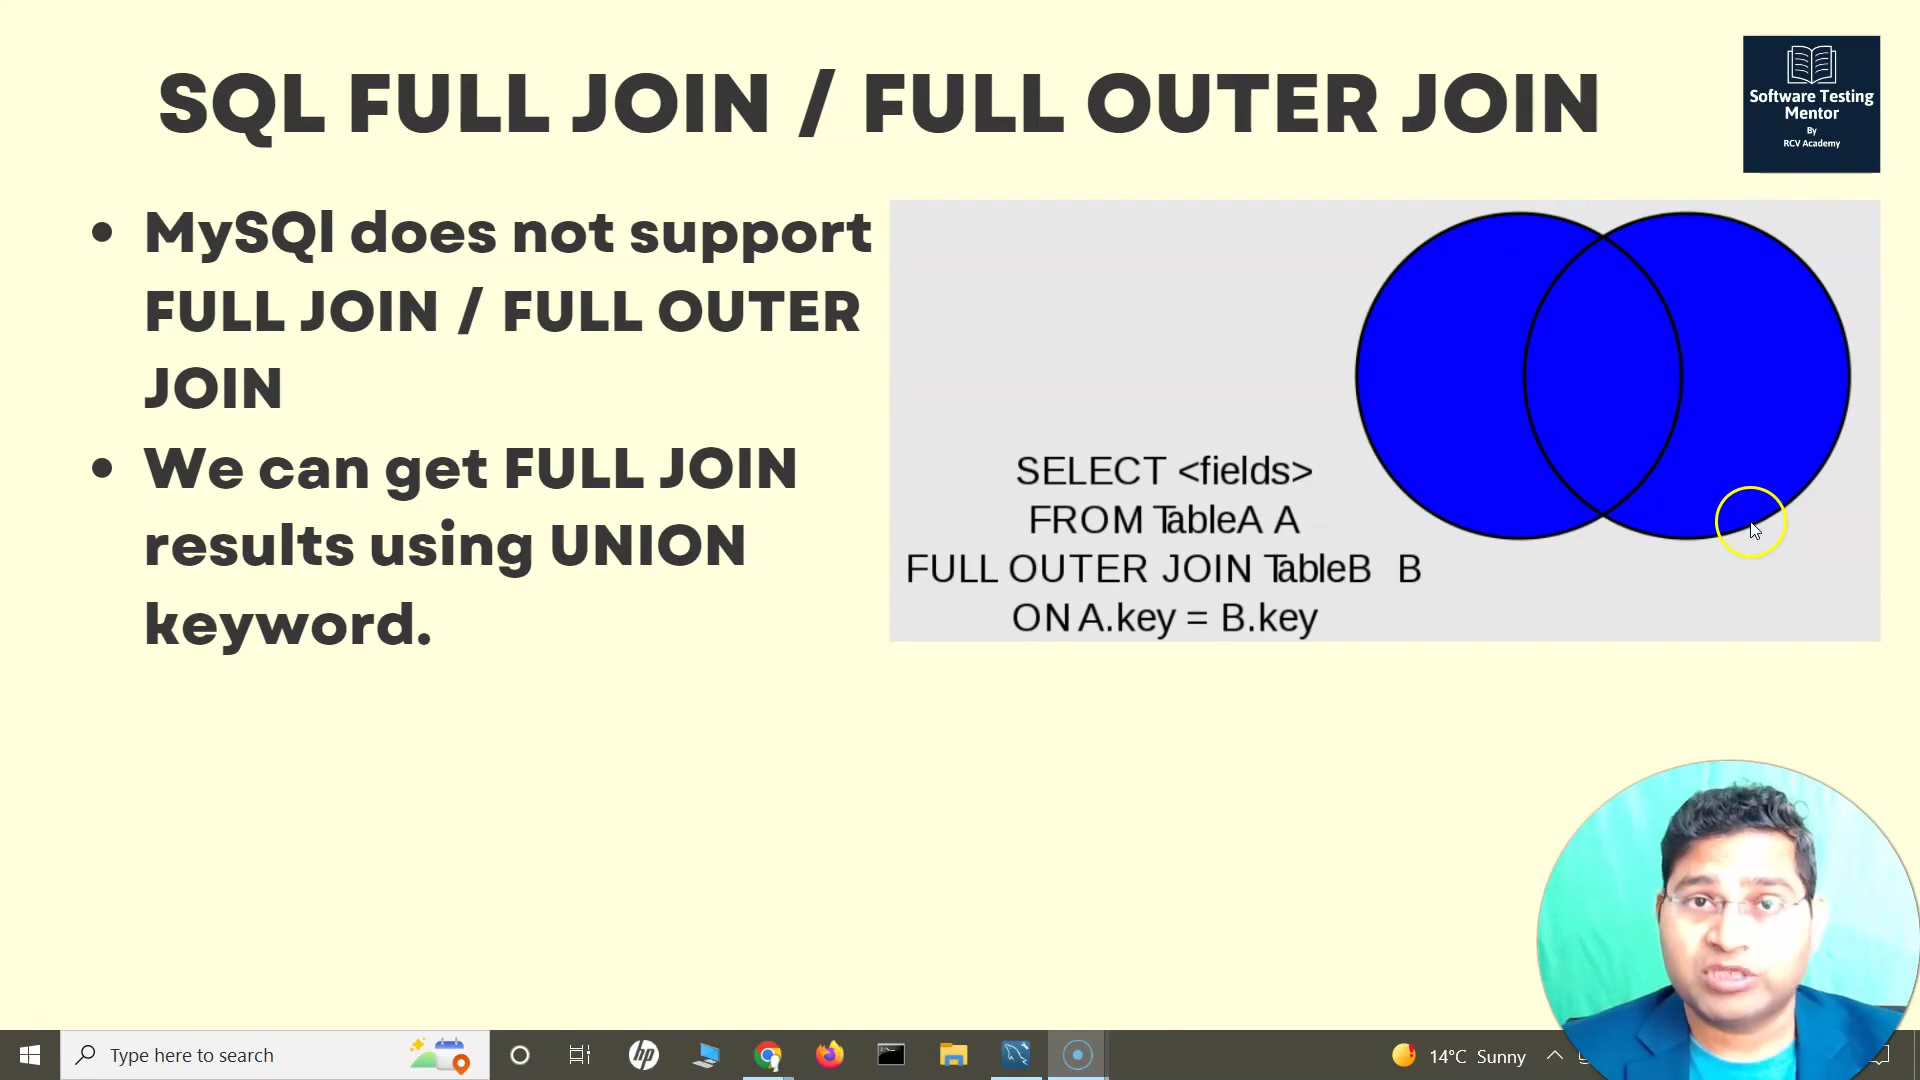 SQL FULL JOIN / FULL OUTER JOIN
Software Testing
Mentor
By
RCV Academy
• MySQl does not support
FULL JOIN / FULL OUTER
JOIN
• We can get FULL JOIN
results using UNION
keyword.
SELECT <fields>
FROM TableA A
FULL OUTER JOIN TableB B
ON A.key = B.key
Type here to search
hp
14°C Sunny